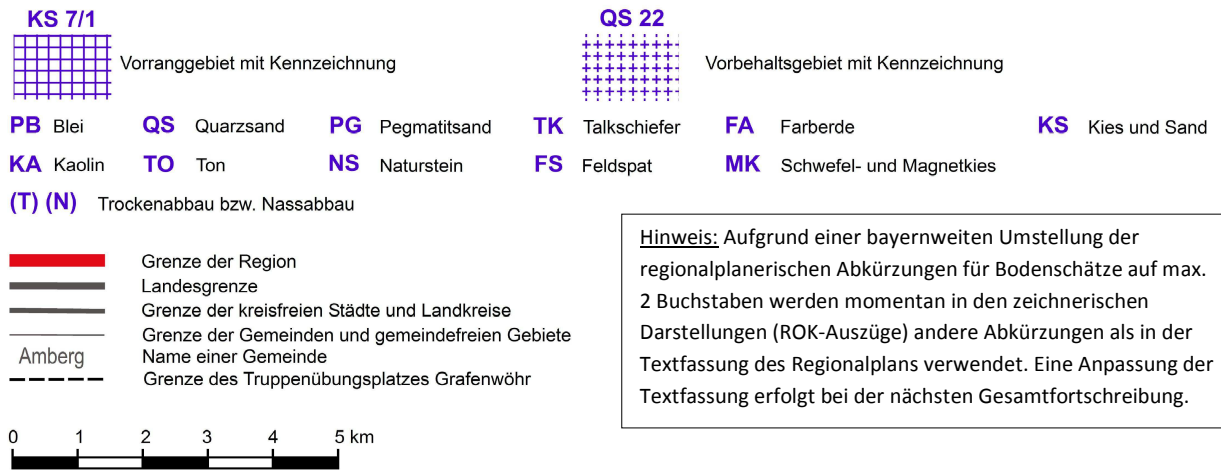 KS 7/1 QS 22
Vorranggebiet mit Kennzeichnung Vorbehaltsgebiet mit Kennzeichnung
PB Blei QS Quarzsand PG Pegmatitsand TK Talkschiefer FA Farberde KS Kies und Sand
KA Kaolin TO Ton NS Naturstein FS Feldspat MK Schwefel- und Magnetkies
(T) (N) Trockenabbau bzw. Nassabbau
Grenze der Region
Landesgrenze
Grenze der kreisfreien Städte und Landkreise
Grenze der Gemeinden und gemeindefreien Gebiete
Amberg Name einer Gemeinde
Grenze des Truppenübungsplatzes Grafenwöhr
0 1 2 3 4 5 km
Hinweis: Aufgrund einer bayernweiten Umstellung der
regionalplanerischen Abkürzungen für Bodenschätze auf max.
2 Buchstaben werden momentan in den zeichnerischen
Darstellungen (ROK-Auszüge) andere Abkürzungen als in der
Textfassung des Regionalplans verwendet. Eine Anpassung der
Textfassung erfolgt bei der nächsten Gesamtfortschreibung.